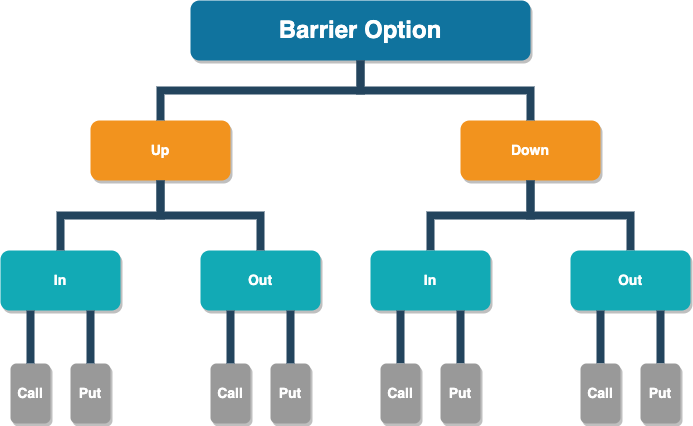 Barrier Option
Up
Down
In
Out
In
Out
Call
Put
Call
Put
Call
Put
Call
Put